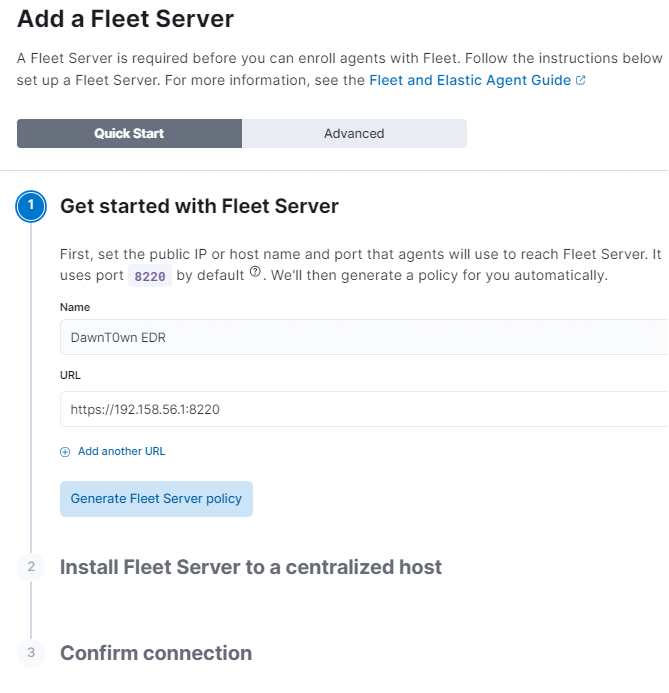 Add a Fleet Server
A Fleet Server is required before you can enroll agents with Fleet. Follow the instructions below
set up a Fleet Server. For more information, see the Fleet and Elastic Agent Guide
Quick Start
Advanced
1
Get started with Fleet Server
First, set the public IP or host name and port that agents will use to reach Fleet Server. It
uses port 8220 by default ?. We'll then generate a policy for you automatically.
Name
DawnT0wn EDR
URL
https://192.158.56.1:8220
Add another URL
Generate Fleet Server policy
2
Install Fleet Server to a centralized host
3
Confirm connection